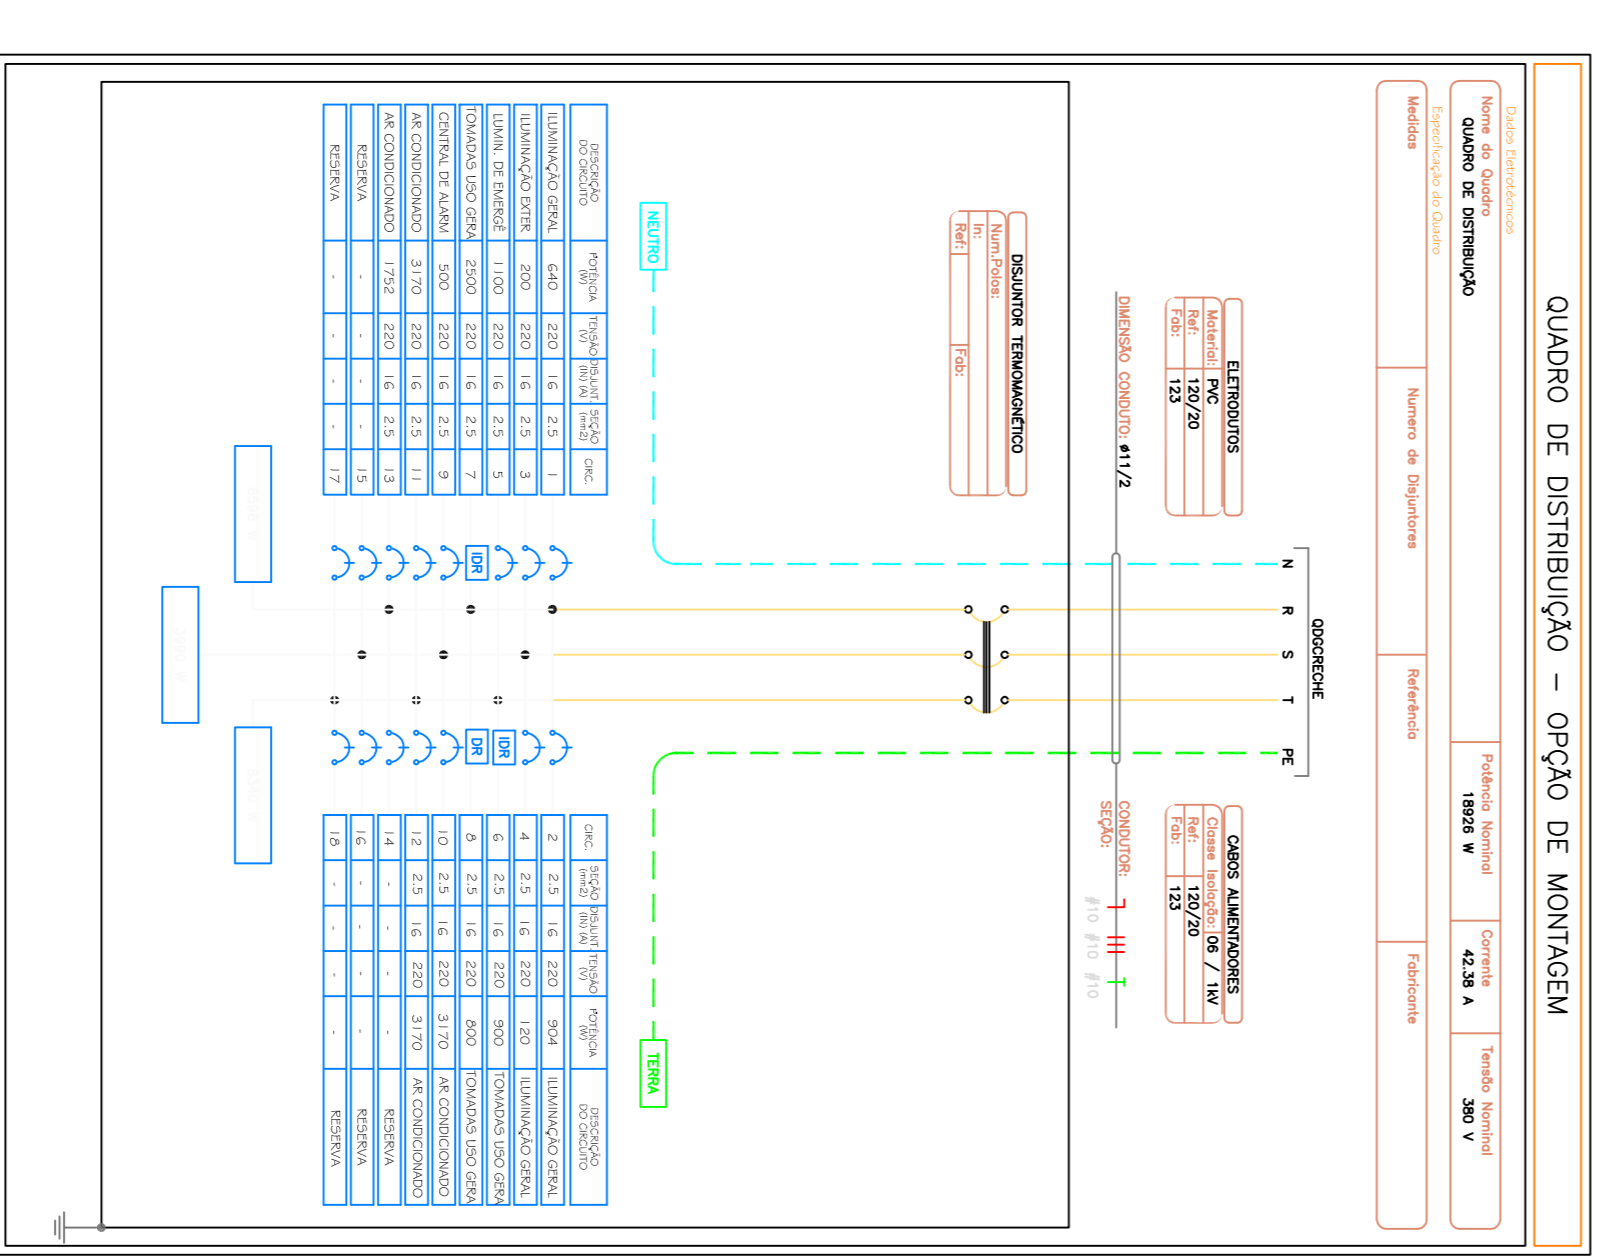 QUADRO DE DISTRIBUIÇÃO - OPÇÃO DE MONTAGEM
Dados Eletrotécnicos
Nome do Quadro
QUADRO DE DISTRIBUIÇÃO
Potência Nominal
18926 W
Corrente
42.38 A
Tensão Nominal
380 V
Especificação do Quadro
Medidas
Numero de Disjuntores
Referência
Fabricante
QDGCRECHE
N R S T PE
ELETRODUTOS
Material: PVC
Ref: 120/20
Fab: 123
CABOS ALIMENTADORES
Classe Isolação: 06 / 1kV
Ref: 120/20
Fab: 123
DIMENSÃO CONDUTO: ø11/2
CONDUTOR:
SEÇÃO: #10 #10 #10
DISJUNTOR TERMOMAGNÉTICO
Num.Polos:
In:
Ref: Fab:
NEUTRO
TERRA
DESCRIÇÃO DO CIRCUITO POTÊNCIA (W) TENSÃO (V) DISJUNT. (IN) (A) SEÇÃO (mm2) CIRC.
ILUMINAÇÃO GERAL 640 220 16 2.5 1
ILUMINAÇÃO EXTER 200 220 16 2.5 3
LUMIN. DE EMERGÊ 1100 220 16 2.5 5
TOMADAS USO GERA 2500 220 16 2.5 7
CENTRAL DE ALARM 500 220 16 2.5 9
AR CONDICIONADO 3170 220 16 2.5 11
AR CONDICIONADO 1752 220 16 2.5 13
RESERVA - - - - 15
RESERVA - - - - 17
IDR
IDR
DR
CIRC. SEÇÃO (mm2) DISJUNT. (IN) (A) TENSÃO (V) POTÊNCIA (W) DESCRIÇÃO DO CIRCUITO
2 2.5 16 220 904 ILUMINAÇÃO GERAL
4 2.5 16 220 120 ILUMINAÇÃO GERAL
6 2.5 16 220 900 TOMADAS USO GERA
8 2.5 16 220 800 TOMADAS USO GERA
10 2.5 16 220 3170 AR CONDICIONADO
12 2.5 16 220 3170 AR CONDICIONADO
14 - - - - RESERVA
16 - - - - RESERVA
18 - - - - RESERVA